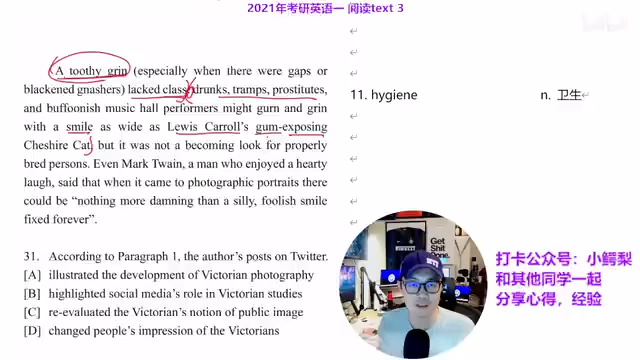 2021年考研英语一 阅读text 3
A toothy grin (especially when there were gaps or
blackened gnashers) lacked class: drunks, tramps, prostitutes,
and buffoonish music hall performers might gurn and grin
with a smile as wide as Lewis Carroll’s gum-exposing
Cheshire Cat, but it was not a becoming look for properly
bred persons. Even Mark Twain, a man who enjoyed a hearty
laugh, said that when it came to photographic portraits there
could be “nothing more damning than a silly, foolish smile
fixed forever”.
31. According to Paragraph 1, the author’s posts on Twitter.
[A] illustrated the development of Victorian photography
[B] highlighted social media’s role in Victorian studies
[C] re-evaluated the Victorian’s notion of public image
[D] changed people’s impression of the Victorians
11. hygiene n. 卫生
Get
Shit
Done
打卡公众号：小鳄梨
和其他同学一起
分享心得，经验
bilibili